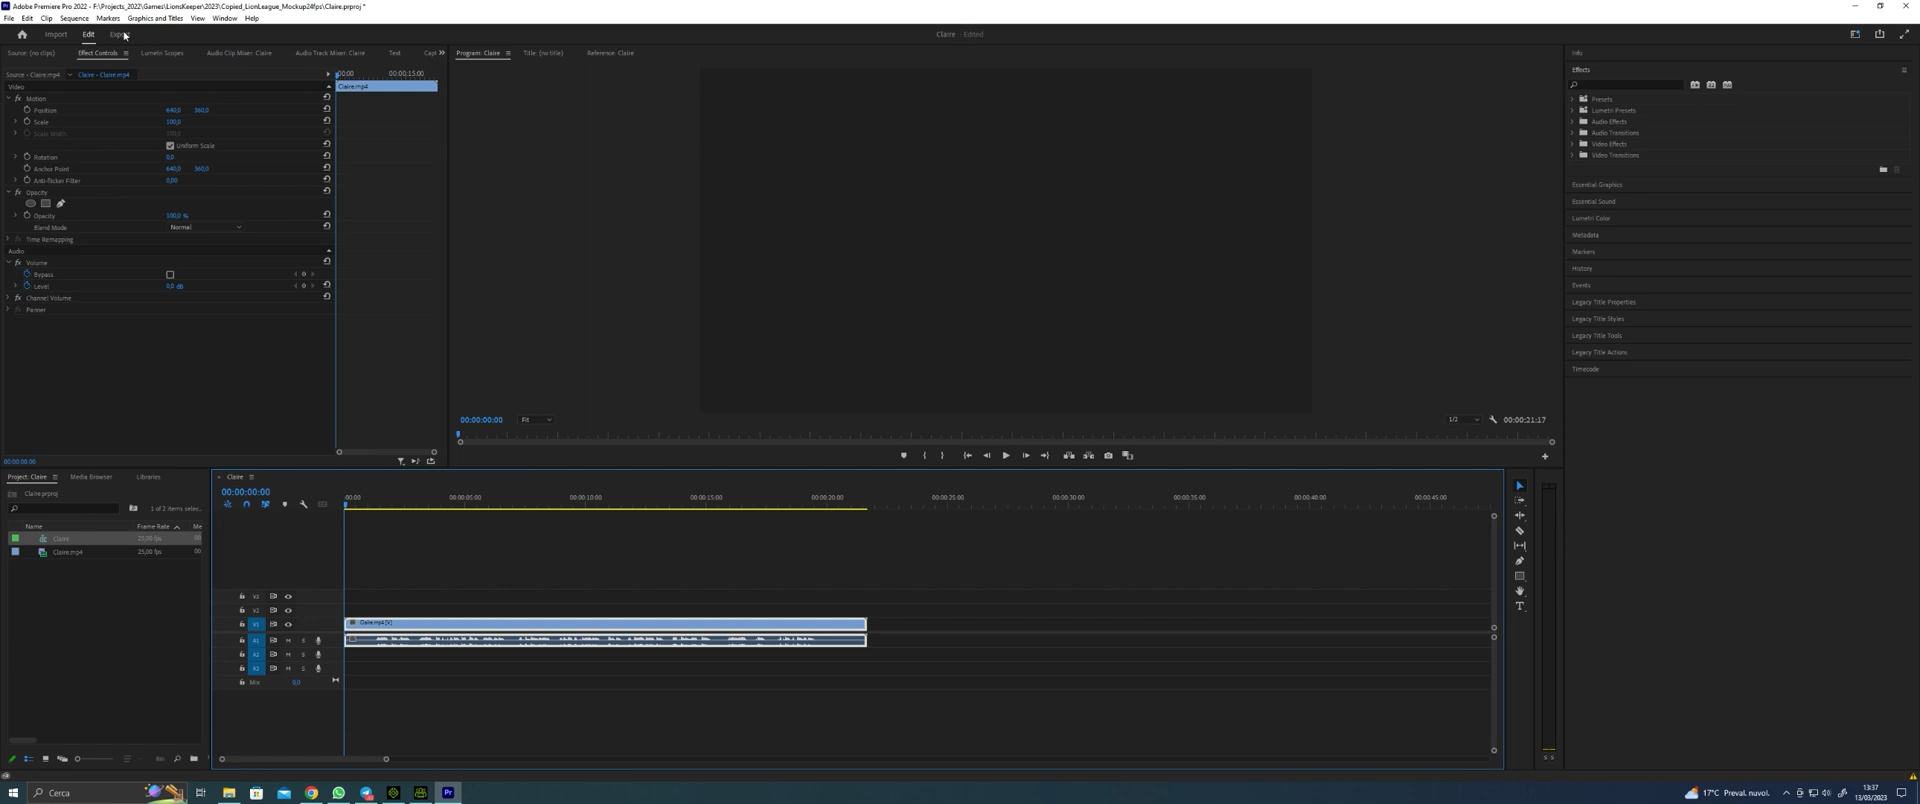 Adobe Premiere Pro 2022 - F:\Projects_2022\Games\LionsKeeper\2023\Copied_LionLeague_Mockup24fps\Claire.prproj *
File Edit Clip Sequence Markers Graphics and Titles View Window Help
Import Edit Export
Claire - Edited
Source: (no clips) Effect Controls Lumetri Scopes Audio Clip Mixer: Claire Audio Track Mixer: Claire Text Capt
Program: Claire Title: (no title) Reference: Claire
Info
Source - Claire.mp4 Claire - Claire.mp4
00:00 00:00:15:00
Claire.mp4
Video
Motion
Position 640,0 360,0
Scale 100,0
Scale Width 100,0
Uniform Scale
Rotation 0,0
Anchor Point 640,0 360,0
Anti-flicker Filter 0,00
Opacity
Opacity 100,0 %
Blend Mode Normal
Time Remapping
Audio
Volume
Bypass
Level 0,0 dB
Channel Volume
Panner
00:00:00:00
00:00:00:00 Fit 1/2 00:00:21:17
Effects
Presets
Lumetri Presets
Audio Effects
Audio Transitions
Video Effects
Video Transitions
Essential Graphics
Essential Sound
Lumetri Color
Metadata
Markers
History
Events
Legacy Title Properties
Legacy Title Styles
Legacy Title Tools
Legacy Title Actions
Timecode
Project: Claire Media Browser Libraries
Claire.prproj
1 of 2 items selec...
Name Frame Rate Me
Claire 25,00 fps 00
Claire.mp4 25,00 fps 00
Claire
00:00:00:00
:00:00 00:00:05:00 00:00:10:00 00:00:15:00 00:00:20:00 00:00:25:00 00:00:30:00 00:00:35:00 00:00:40:00 00:00:45:00
V3
V2
V1 Claire.mp4 [V]
A1 M S
A2 M S
A3 M S
Mix 0,0
S S
Cerca
17°C Preval. nuvol.
13:37
13/03/2023